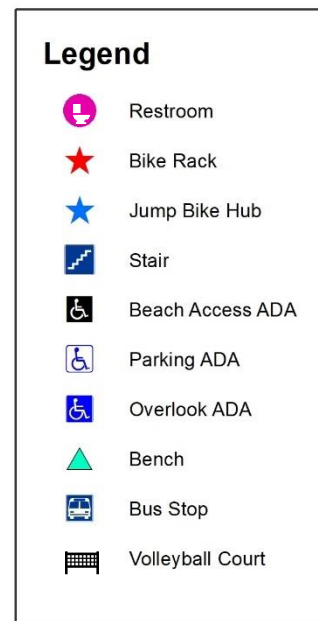 Legend
Restroom
Bike Rack
Jump Bike Hub
Stair
Beach Access ADA
Parking ADA
Overlook ADA
Bench
Bus Stop
Volleyball Court